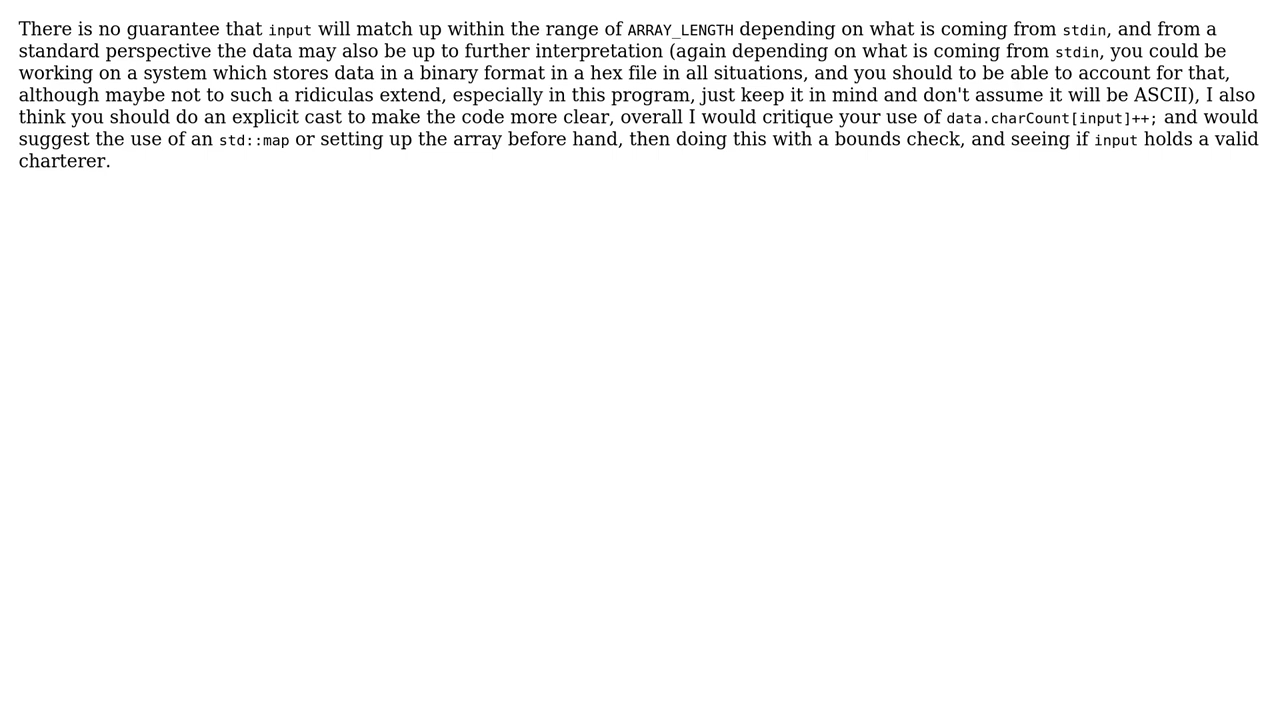 There is no guarantee that input will match up within the range of ARRAY_LENGTH depending on what is coming from stdin, and from a
standard perspective the data may also be up to further interpretation (again depending on what is coming from stdin, you could be
working on a system which stores data in a binary format in a hex file in all situations, and you should to be able to account for that,
although maybe not to such a ridiculas extend, especially in this program, just keep it in mind and don't assume it will be ASCII), I also
think you should do an explicit cast to make the code more clear, overall I would critique your use of data.charCount[input]++; and would
suggest the use of an std::map or setting up the array before hand, then doing this with a bounds check, and seeing if input holds a valid
charterer.